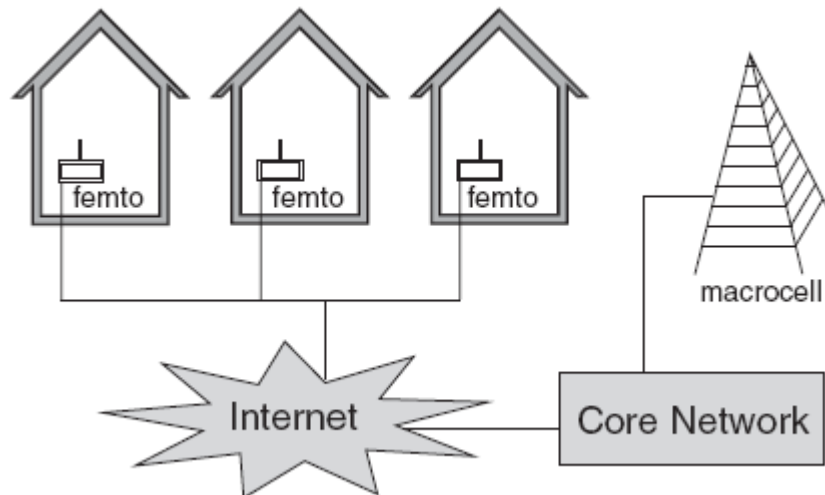 femto
femto
femto
macrocell
Internet
Core Network